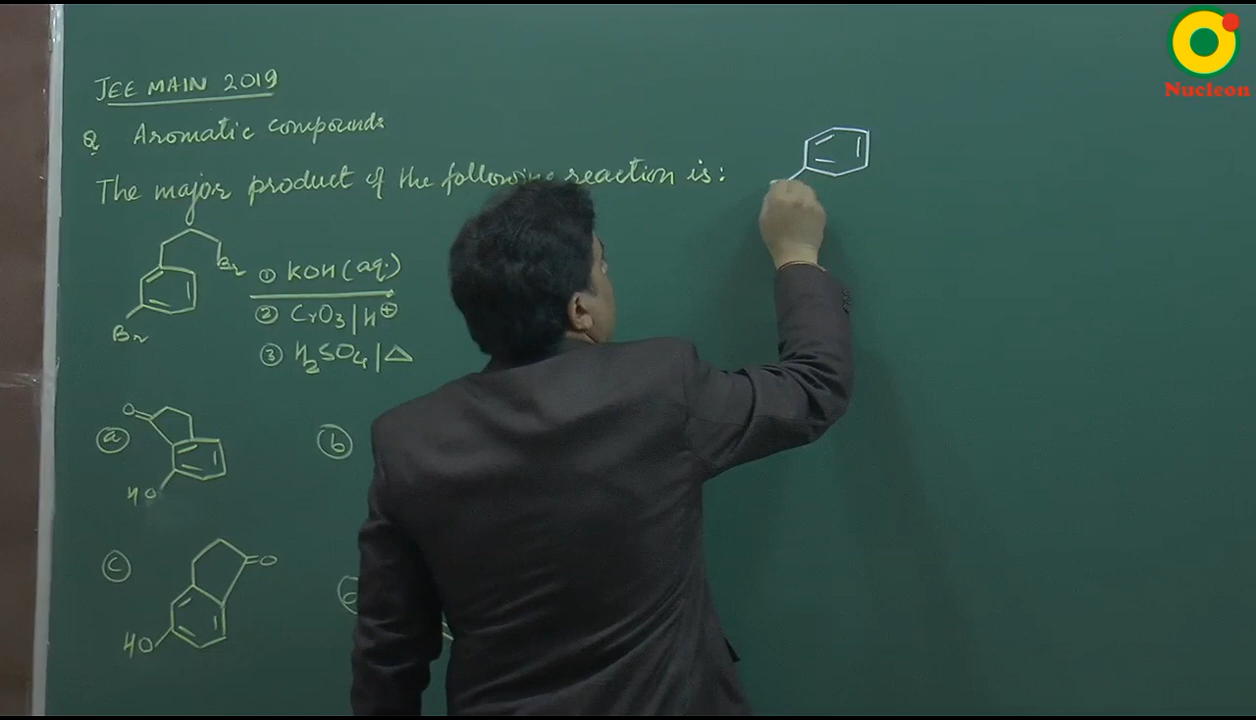 Nucleon
JEE MAIN 2019
Q Aromatic compounds
The major product of the following reaction is:
Br
Br
① KOH (aq.)
② CrO3 | H⊕
③ H2SO4 | Δ
ⓐ O
HO
ⓑ
ⓒ O
HO